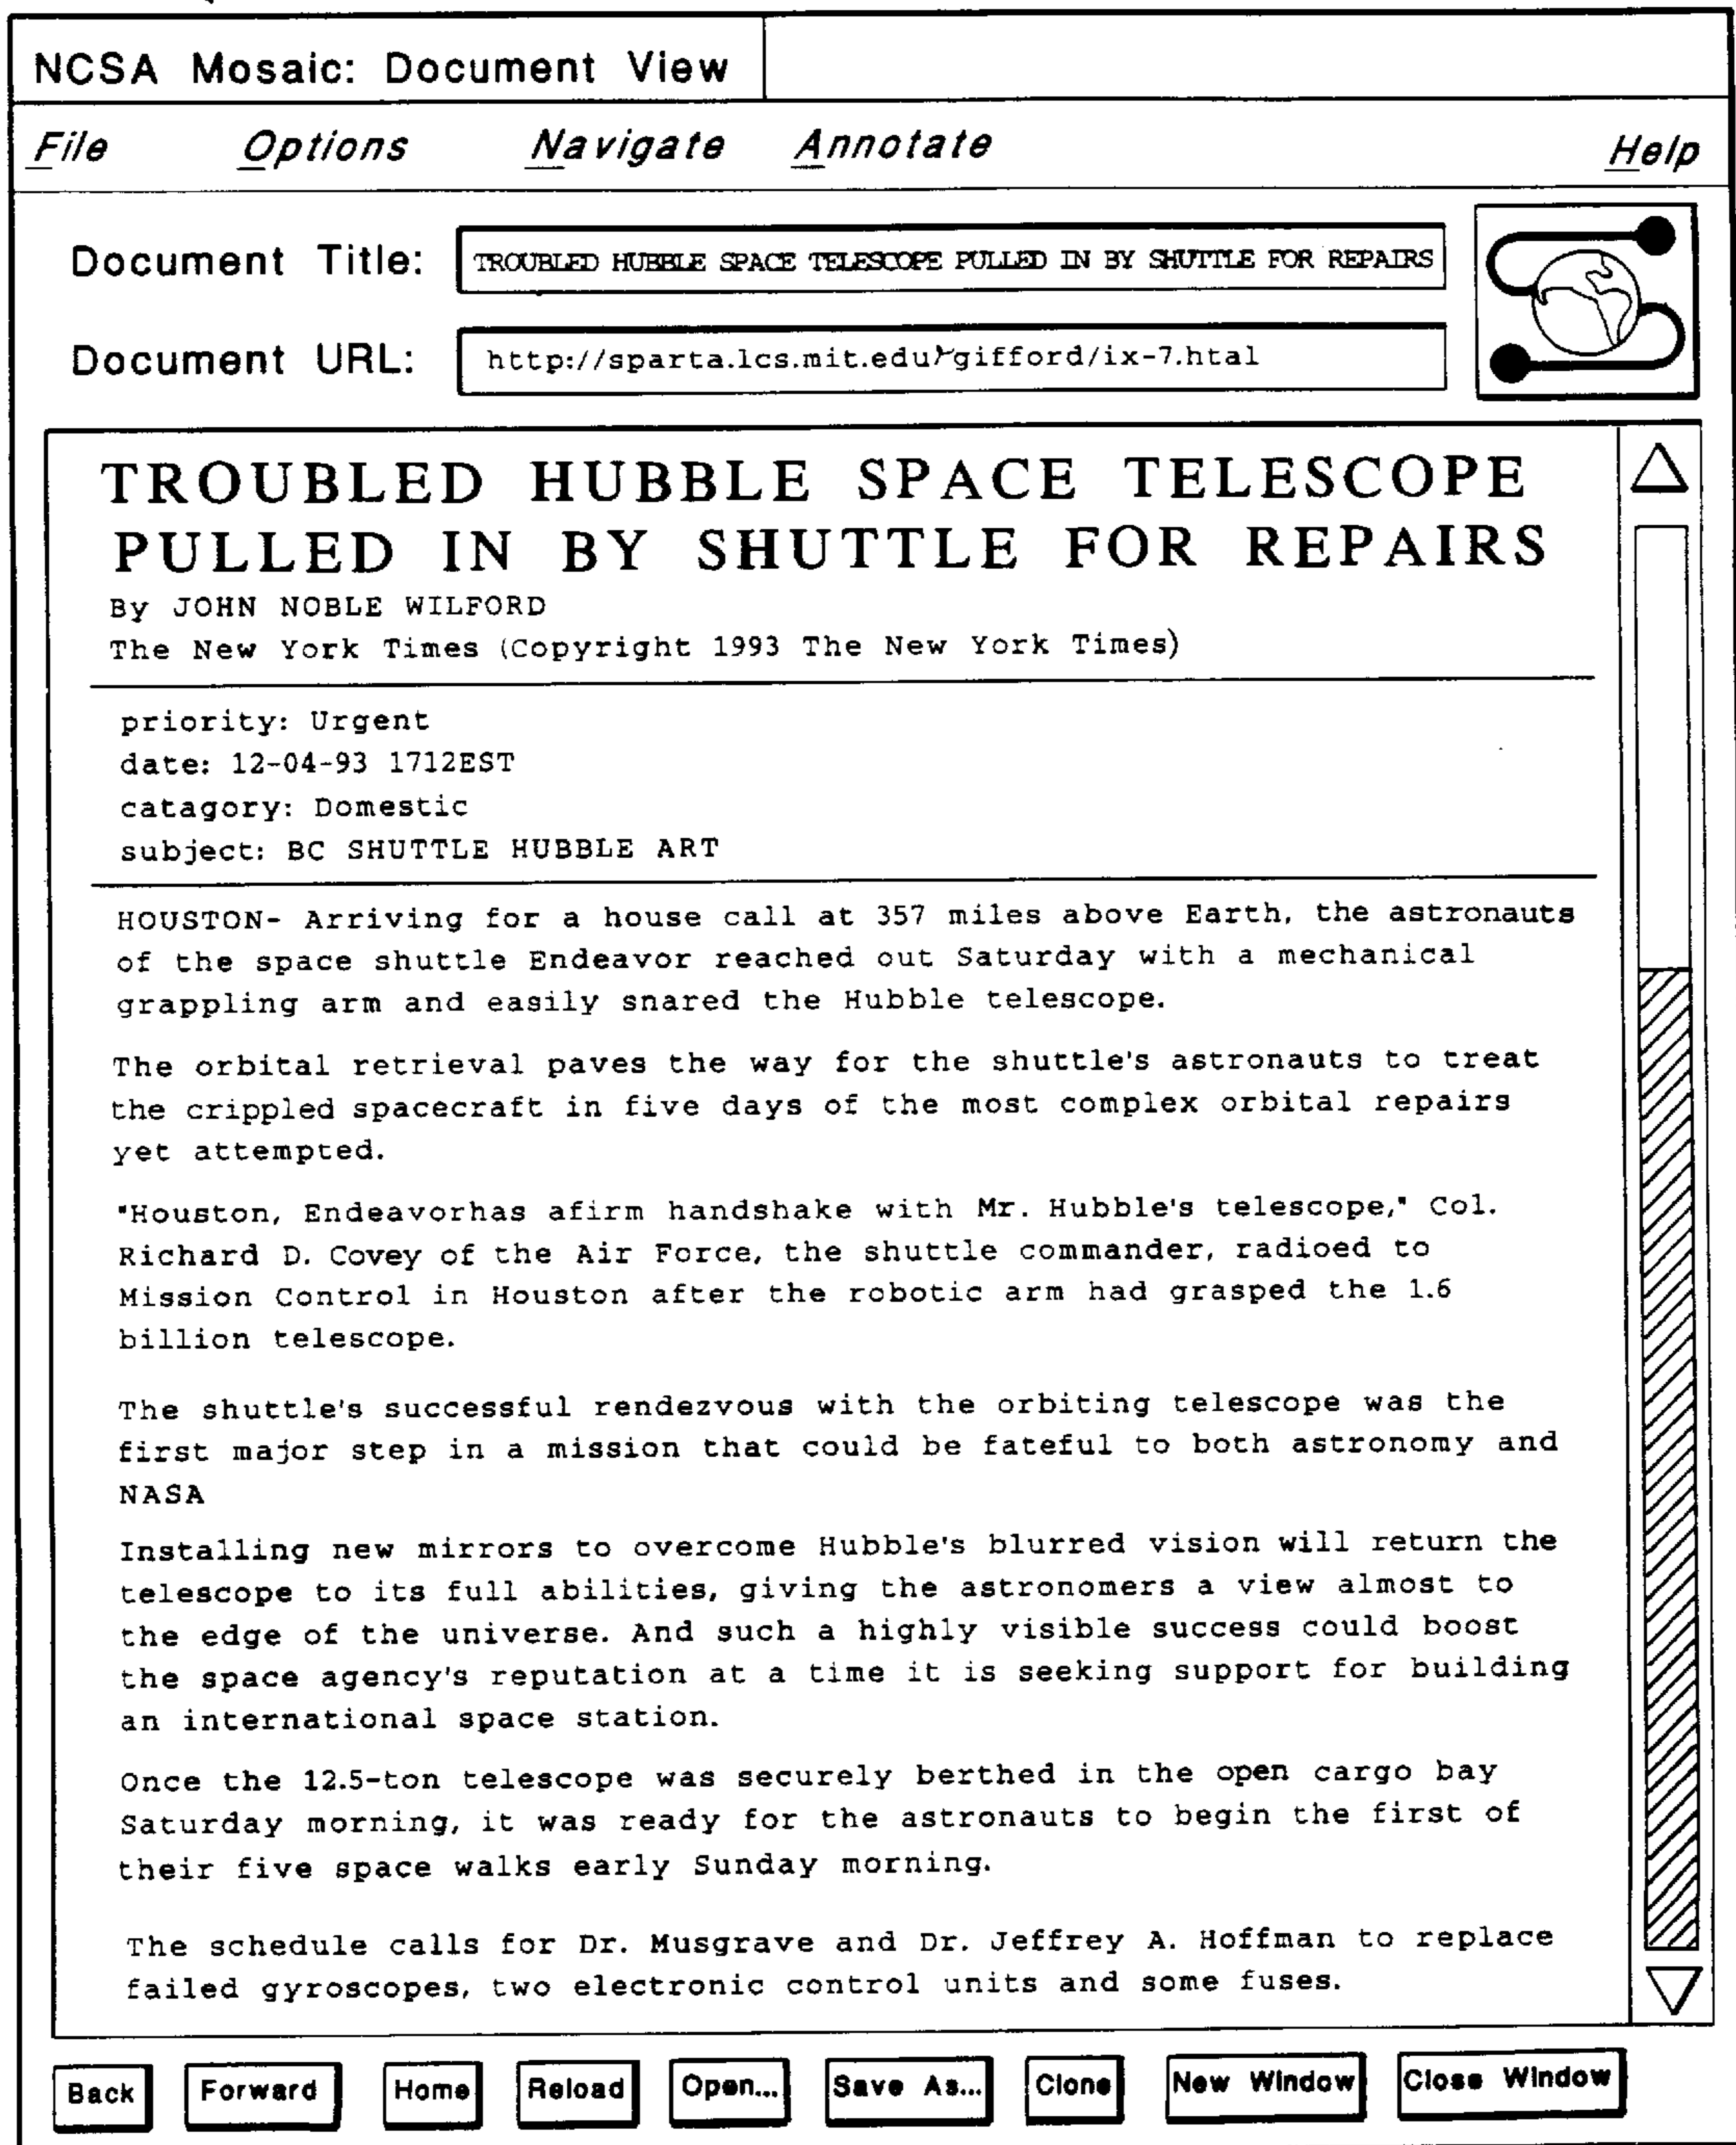 NCSA Mosaic: Document View
File Options Navigate Annotate Help
Document Title: TROUBLED HUBBLE SPACE TELESCOPE PULLED IN BY SHUTTLE FOR REPAIRS
Document URL: http://sparta.lcs.mit.edu/~gifford/ix-7.htal
TROUBLED HUBBLE SPACE TELESCOPE
PULLED IN BY SHUTTLE FOR REPAIRS
By JOHN NOBLE WILFORD
The New York Times (Copyright 1993 The New York Times)
priority: Urgent
date: 12-04-93 1712EST
catagory: Domestic
subject: BC SHUTTLE HUBBLE ART
HOUSTON- Arriving for a house call at 357 miles above Earth, the astronauts
of the space shuttle Endeavor reached out Saturday with a mechanical
grappling arm and easily snared the Hubble telescope.
The orbital retrieval paves the way for the shuttle's astronauts to treat
the crippled spacecraft in five days of the most complex orbital repairs
yet attempted.
"Houston, Endeavorhas afirm handshake with Mr. Hubble's telescope," Col.
Richard D. Covey of the Air Force, the shuttle commander, radioed to
Mission Control in Houston after the robotic arm had grasped the 1.6
billion telescope.
The shuttle's successful rendezvous with the orbiting telescope was the
first major step in a mission that could be fateful to both astronomy and
NASA
Installing new mirrors to overcome Hubble's blurred vision will return the
telescope to its full abilities, giving the astronomers a view almost to
the edge of the universe. And such a highly visible success could boost
the space agency's reputation at a time it is seeking support for building
an international space station.
Once the 12.5-ton telescope was securely berthed in the open cargo bay
Saturday morning, it was ready for the astronauts to begin the first of
their five space walks early Sunday morning.
The schedule calls for Dr. Musgrave and Dr. Jeffrey A. Hoffman to replace
failed gyroscopes, two electronic control units and some fuses.
Back Forward Home Reload Open... Save As... Clone New Window Close Window